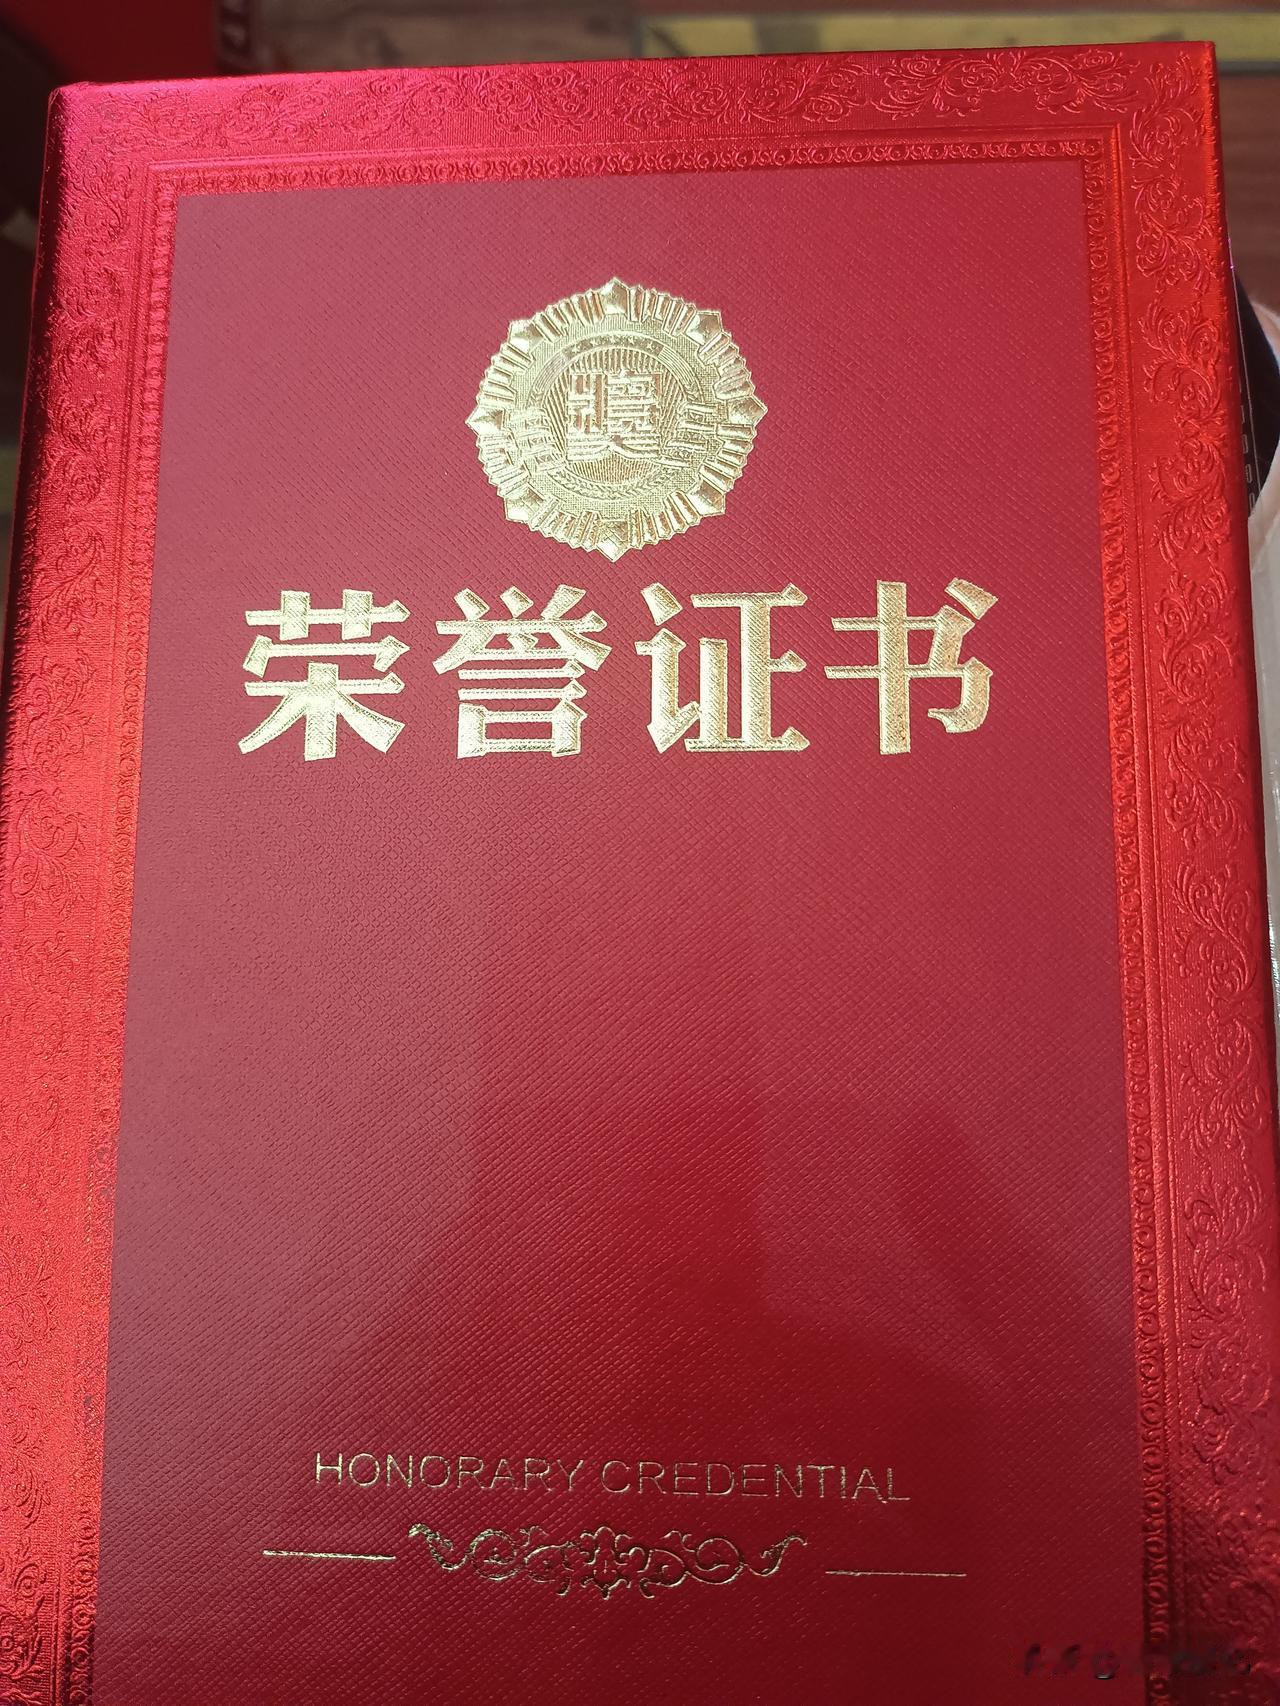 荣誉证书
HONORARY CREDENTIAL